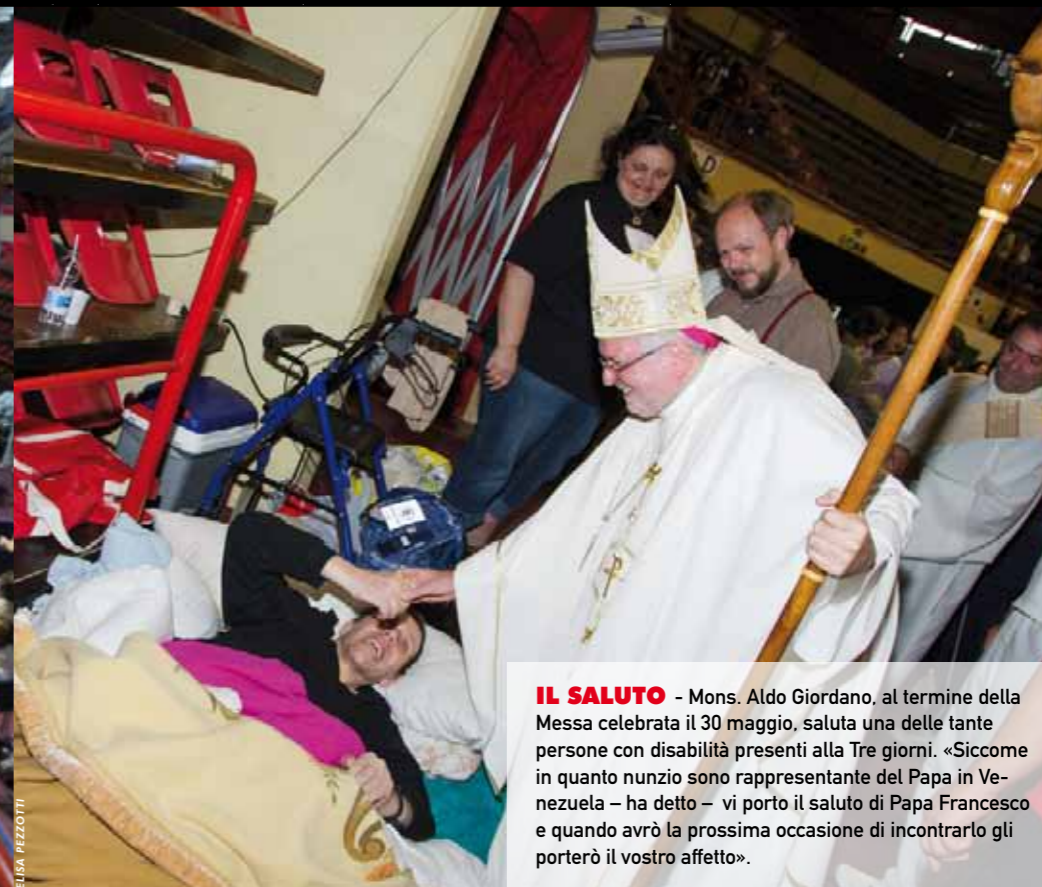 IL SALUTO - Mons. Aldo Giordano, al termine della
Messa celebrata il 30 maggio, saluta una delle tante
persone con disabilità presenti alla Tre giorni. «Siccome
in quanto nunzio sono rappresentante del Papa in Ve-
nezuela – ha detto – vi porto il saluto di Papa Francesco
e quando avrò la prossima occasione di incontrarlo gli
porterò il vostro affetto».
ELISA PEZZOTTI
D